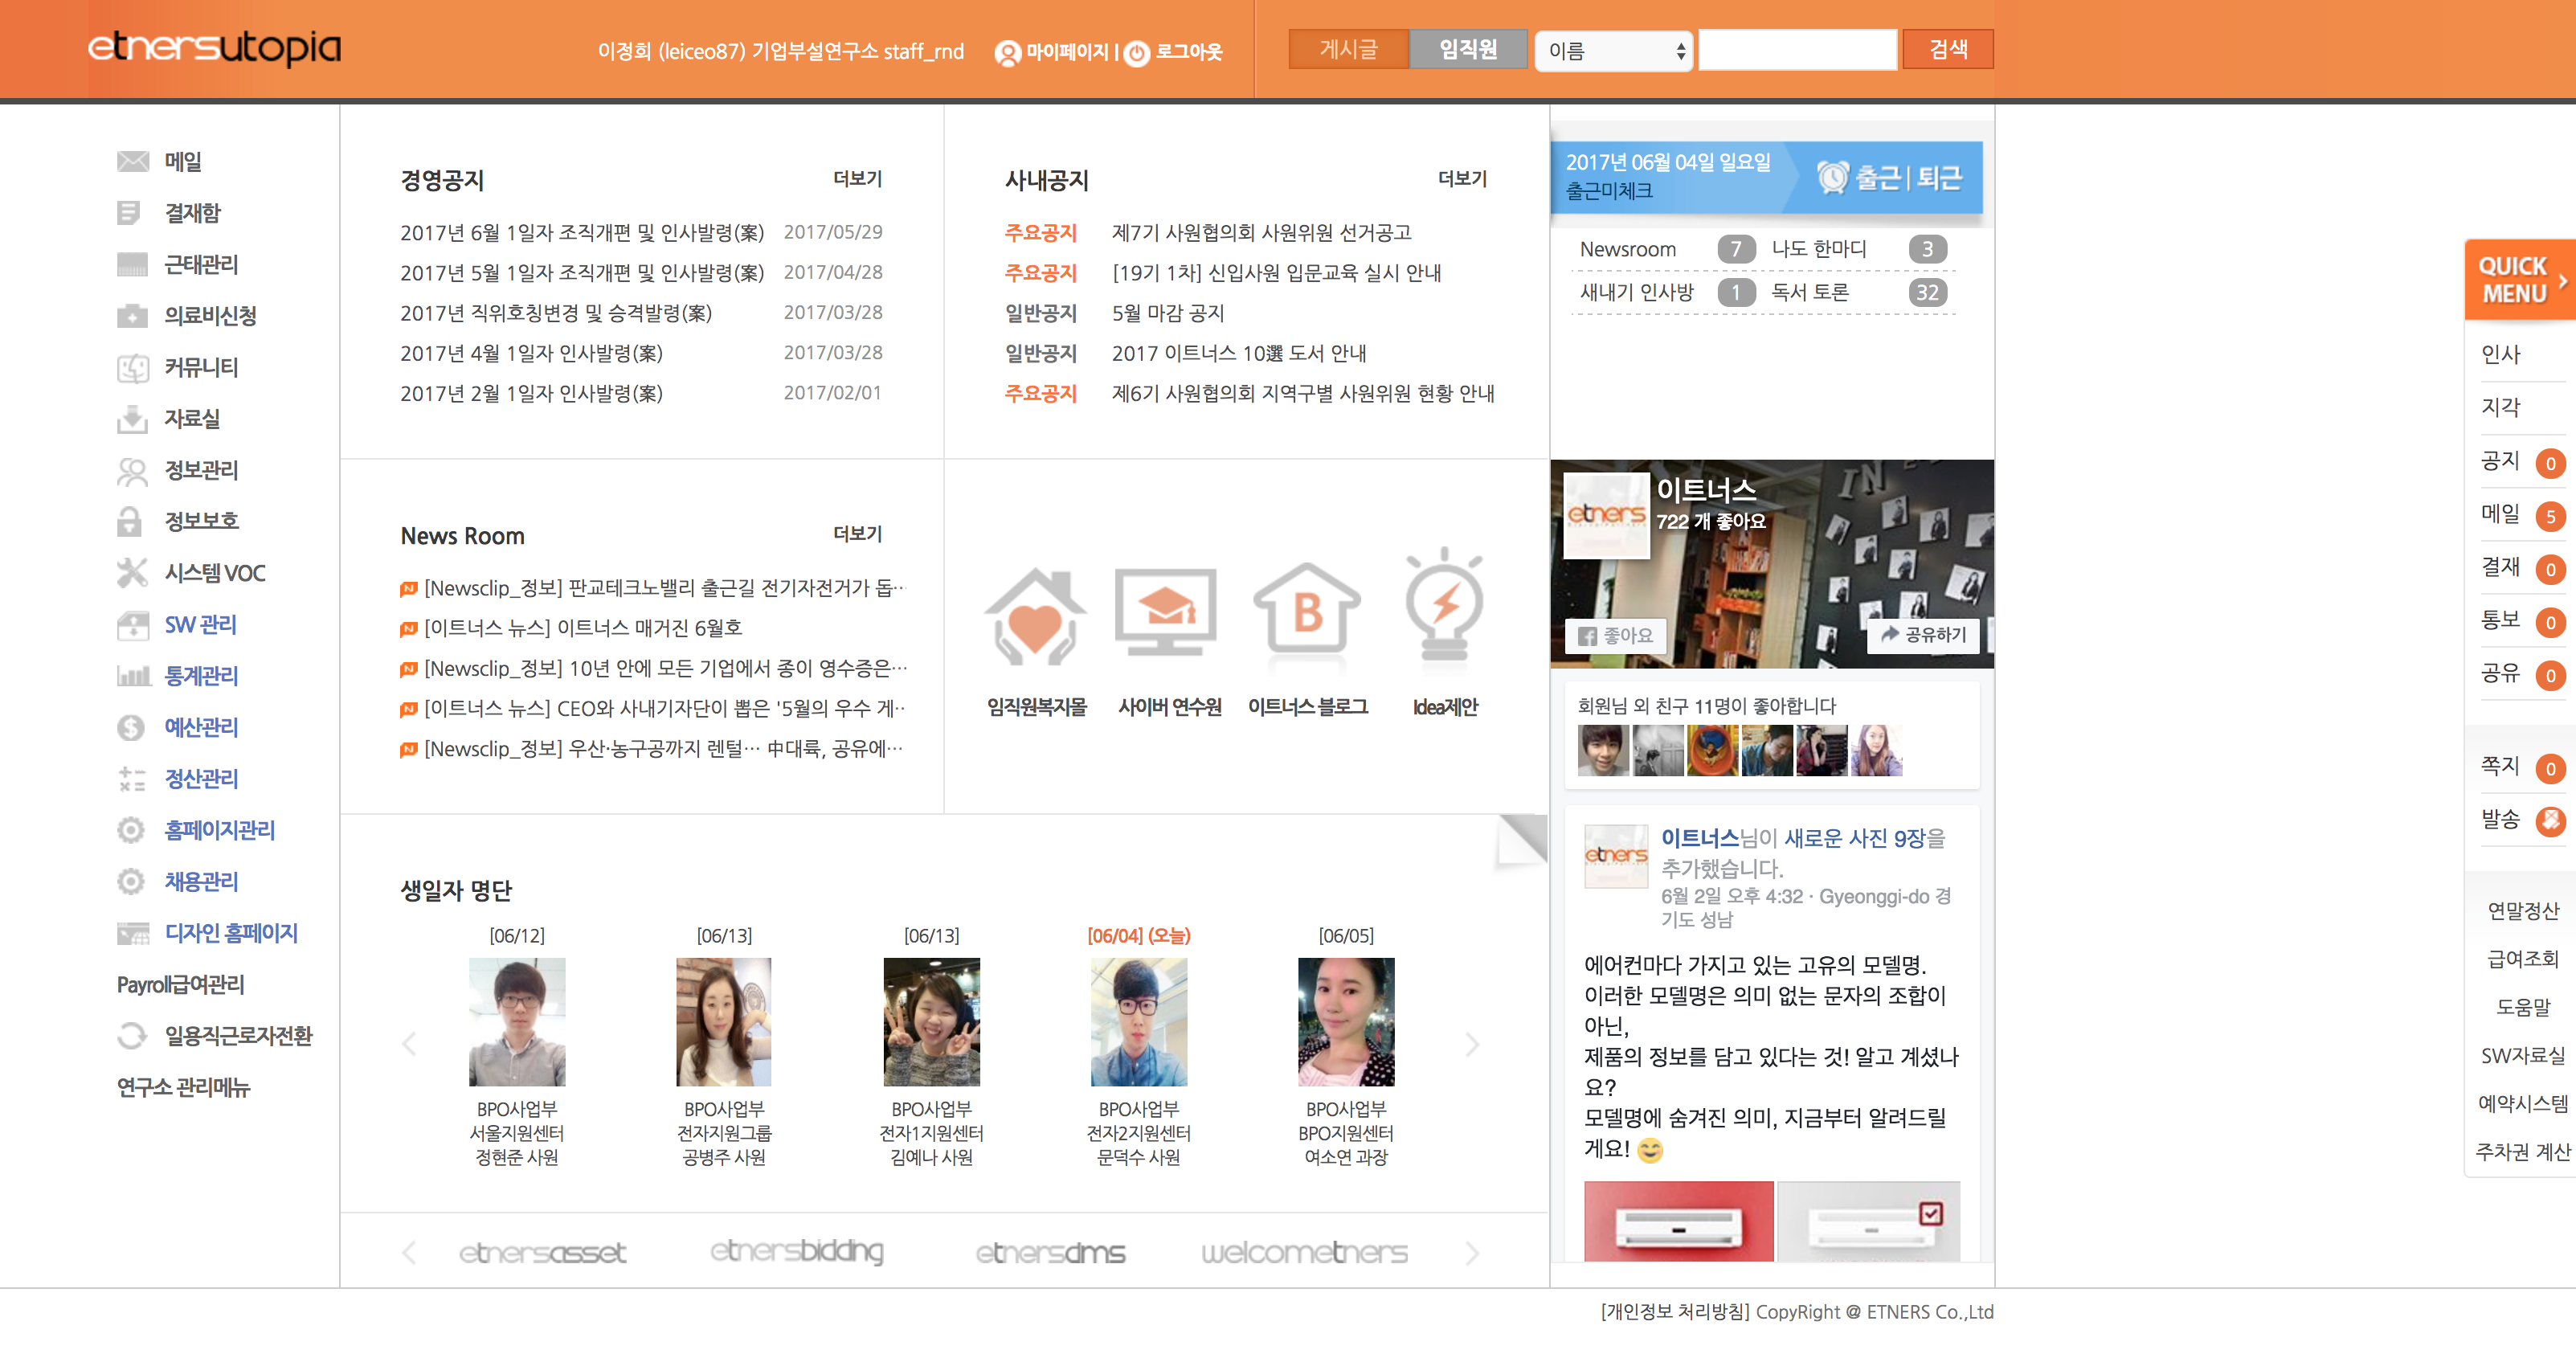 etnersutopia
이정희 (leiceo87) 기업부설연구소 staff_rnd
마이페이지 | 로그아웃
게시글
임직원
이름
검색
메일
결재함
근태관리
의료비신청
커뮤니티
자료실
정보관리
정보보호
시스템 VOC
SW 관리
통계관리
예산관리
정산관리
홈페이지관리
채용관리
디자인 홈페이지
Payroll급여관리
일용직근로자전환
연구소 관리메뉴
경영공지 더보기
2017년 6월 1일자 조직개편 및 인사발령(案) 2017/05/29
2017년 5월 1일자 조직개편 및 인사발령(案) 2017/04/28
2017년 직위호칭변경 및 승격발령(案) 2017/03/28
2017년 4월 1일자 인사발령(案) 2017/03/28
2017년 2월 1일자 인사발령(案) 2017/02/01
사내공지 더보기
주요공지 제7기 사원협의회 사원위원 선거공고
주요공지 [19기 1차] 신입사원 입문교육 실시 안내
일반공지 5월 마감 공지
일반공지 2017 이트너스 10選 도서 안내
주요공지 제6기 사원협의회 지역구별 사원위원 현황 안내
News Room 더보기
[Newsclip_정보] 판교테크노밸리 출근길 전기자전거가 돕…
[이트너스 뉴스] 이트너스 매거진 6월호
[Newsclip_정보] 10년 안에 모든 기업에서 종이 영수증은…
[이트너스 뉴스] CEO와 사내기자단이 뽑은 '5월의 우수 게…
[Newsclip_정보] 우산·농구공까지 렌털… 中대륙, 공유에…
B
임직원복지몰 사이버 연수원 이트너스 블로그 Idea제안
생일자 명단
[06/12] [06/13] [06/13] [06/04] (오늘) [06/05]
BPO사업부 BPO사업부 BPO사업부 BPO사업부 BPO사업부
서울지원센터 전자지원그룹 전자1지원센터 전자2지원센터 BPO지원센터
정현준 사원 공병주 사원 김예나 사원 문덕수 사원 여소연 과장
etnersasset etnersbidding etnersdms welcometners
2017년 06월 04일 일요일
출근미체크
출근 | 퇴근
Newsroom 7 나도 한마디 3
새내기 인사방 1 독서 토론 32
etners
이트너스
722 개 좋아요
좋아요
공유하기
회원님 외 친구 11명이 좋아합니다
etners
이트너스님이 새로운 사진 9장을
추가했습니다.
6월 2일 오후 4:32 · Gyeonggi-do 경
기도 성남
에어컨마다 가지고 있는 고유의 모델명.
이러한 모델명은 의미 없는 문자의 조합이
아닌,
제품의 정보를 담고 있다는 것! 알고 계셨나
요?
모델명에 숨겨진 의미, 지금부터 알려드릴
게요!
QUICK
MENU
인사
지각
공지 0
메일 5
결재 0
통보 0
공유 0
쪽지 0
발송
연말정산
급여조회
도움말
SW자료실
예약시스템
주차권 계산
[개인정보 처리방침] CopyRight @ ETNERS Co.,Ltd